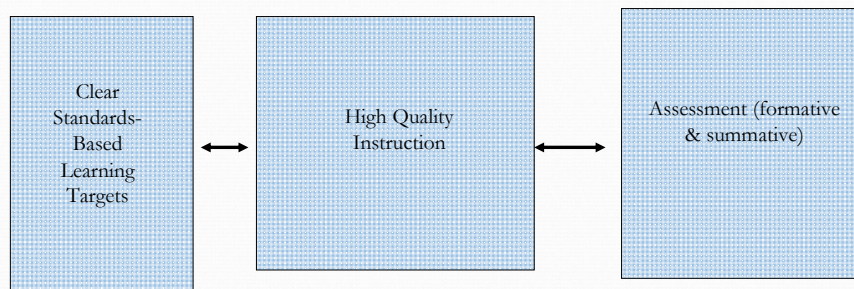 Clear
Standards-
Based
Learning
Targets
High Quality
Instruction
Assessment (formative
& summative)